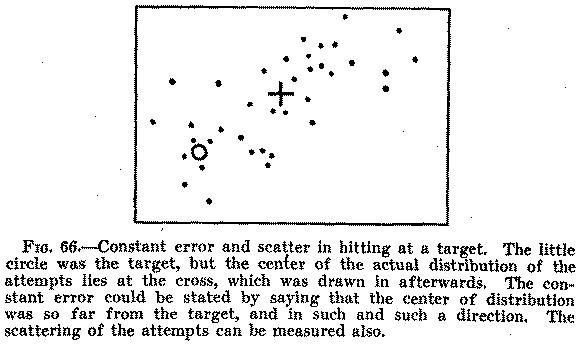 FIG. 66.—Constant error and scatter in hitting at a target. The little
circle was the target, but the center of the actual distribution of the
attempts lies at the cross, which was drawn in afterwards. The con-
stant error could be stated by saying that the center of distribution
was so far from the target, and in such and such a direction. The
scattering of the attempts can be measured also.